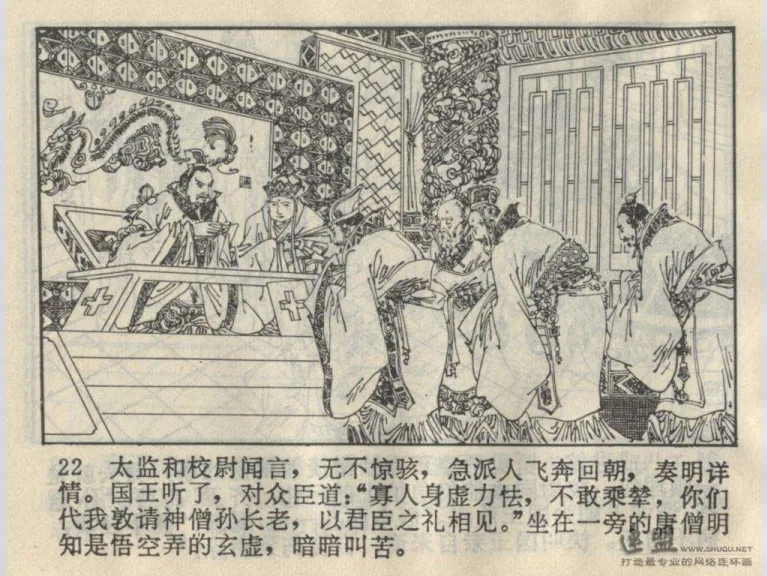 22 太监和校尉闻言，无不惊骇，急派人飞奔回朝，奏明详
情。国王听了，对众臣道：“寡人身虚力怯，不敢乘辇，你们
代我敦请神僧孙长老，以君臣之礼相见。”坐在一旁的唐僧明
知是悟空弄的玄虚，暗暗叫苦。
连盟 WWW.SHUQU.NET
打造最专业的网络连环画